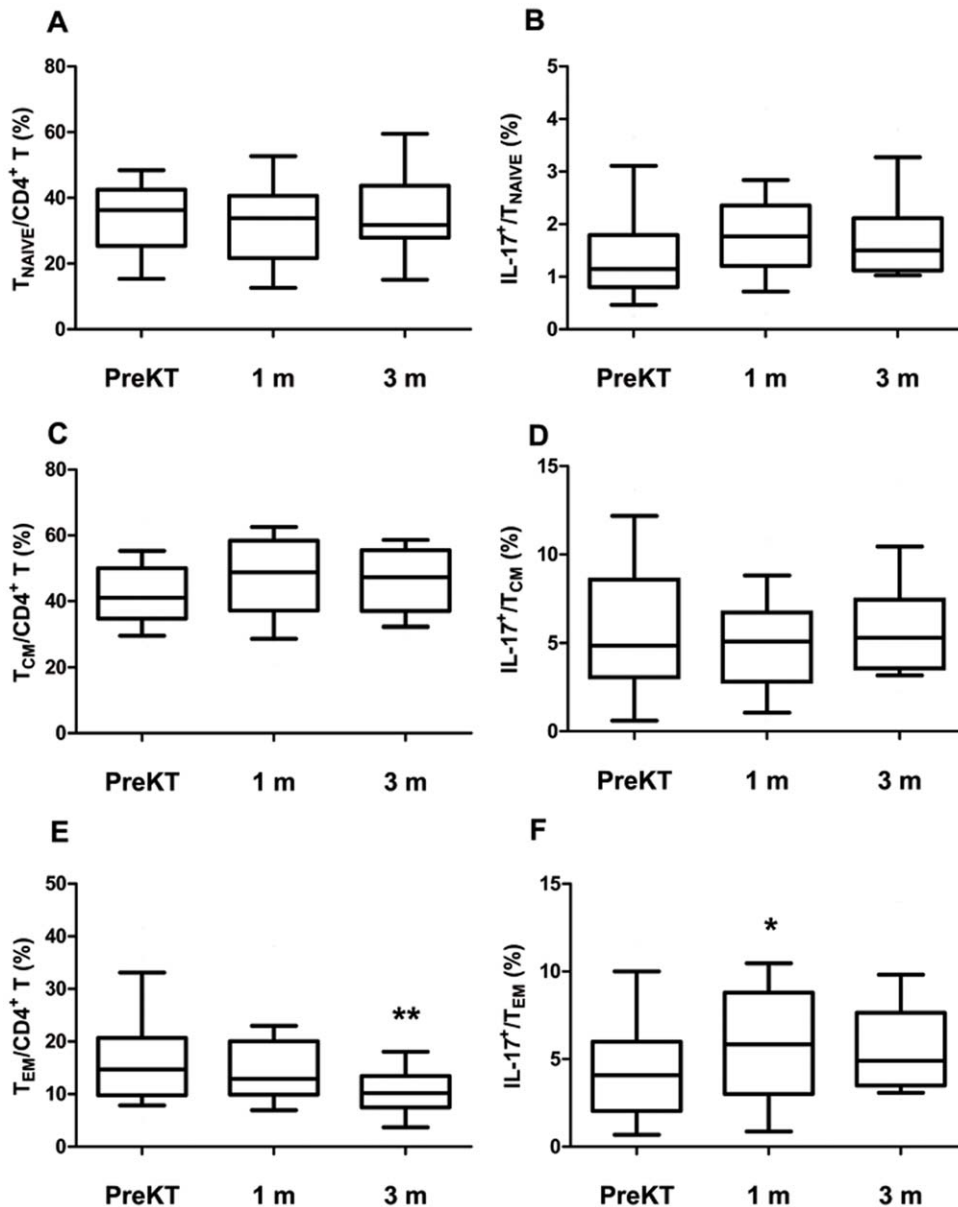 A
T_NAIVE/CD4⁺ T (%)
80
60
40
20
0
PreKT 1 m 3 m
B
IL-17⁺/T_NAIVE (%)
5
4
3
2
1
0
PreKT 1 m 3 m
C
T_CM/CD4⁺ T (%)
80
60
40
20
0
PreKT 1 m 3 m
D
IL-17⁺/T_CM (%)
15
10
5
0
PreKT 1 m 3 m
E
T_EM/CD4⁺ T (%)
50
40
30
20
10
0
**
PreKT 1 m 3 m
F
IL-17⁺/T_EM (%)
15
10
5
0
*
PreKT 1 m 3 m